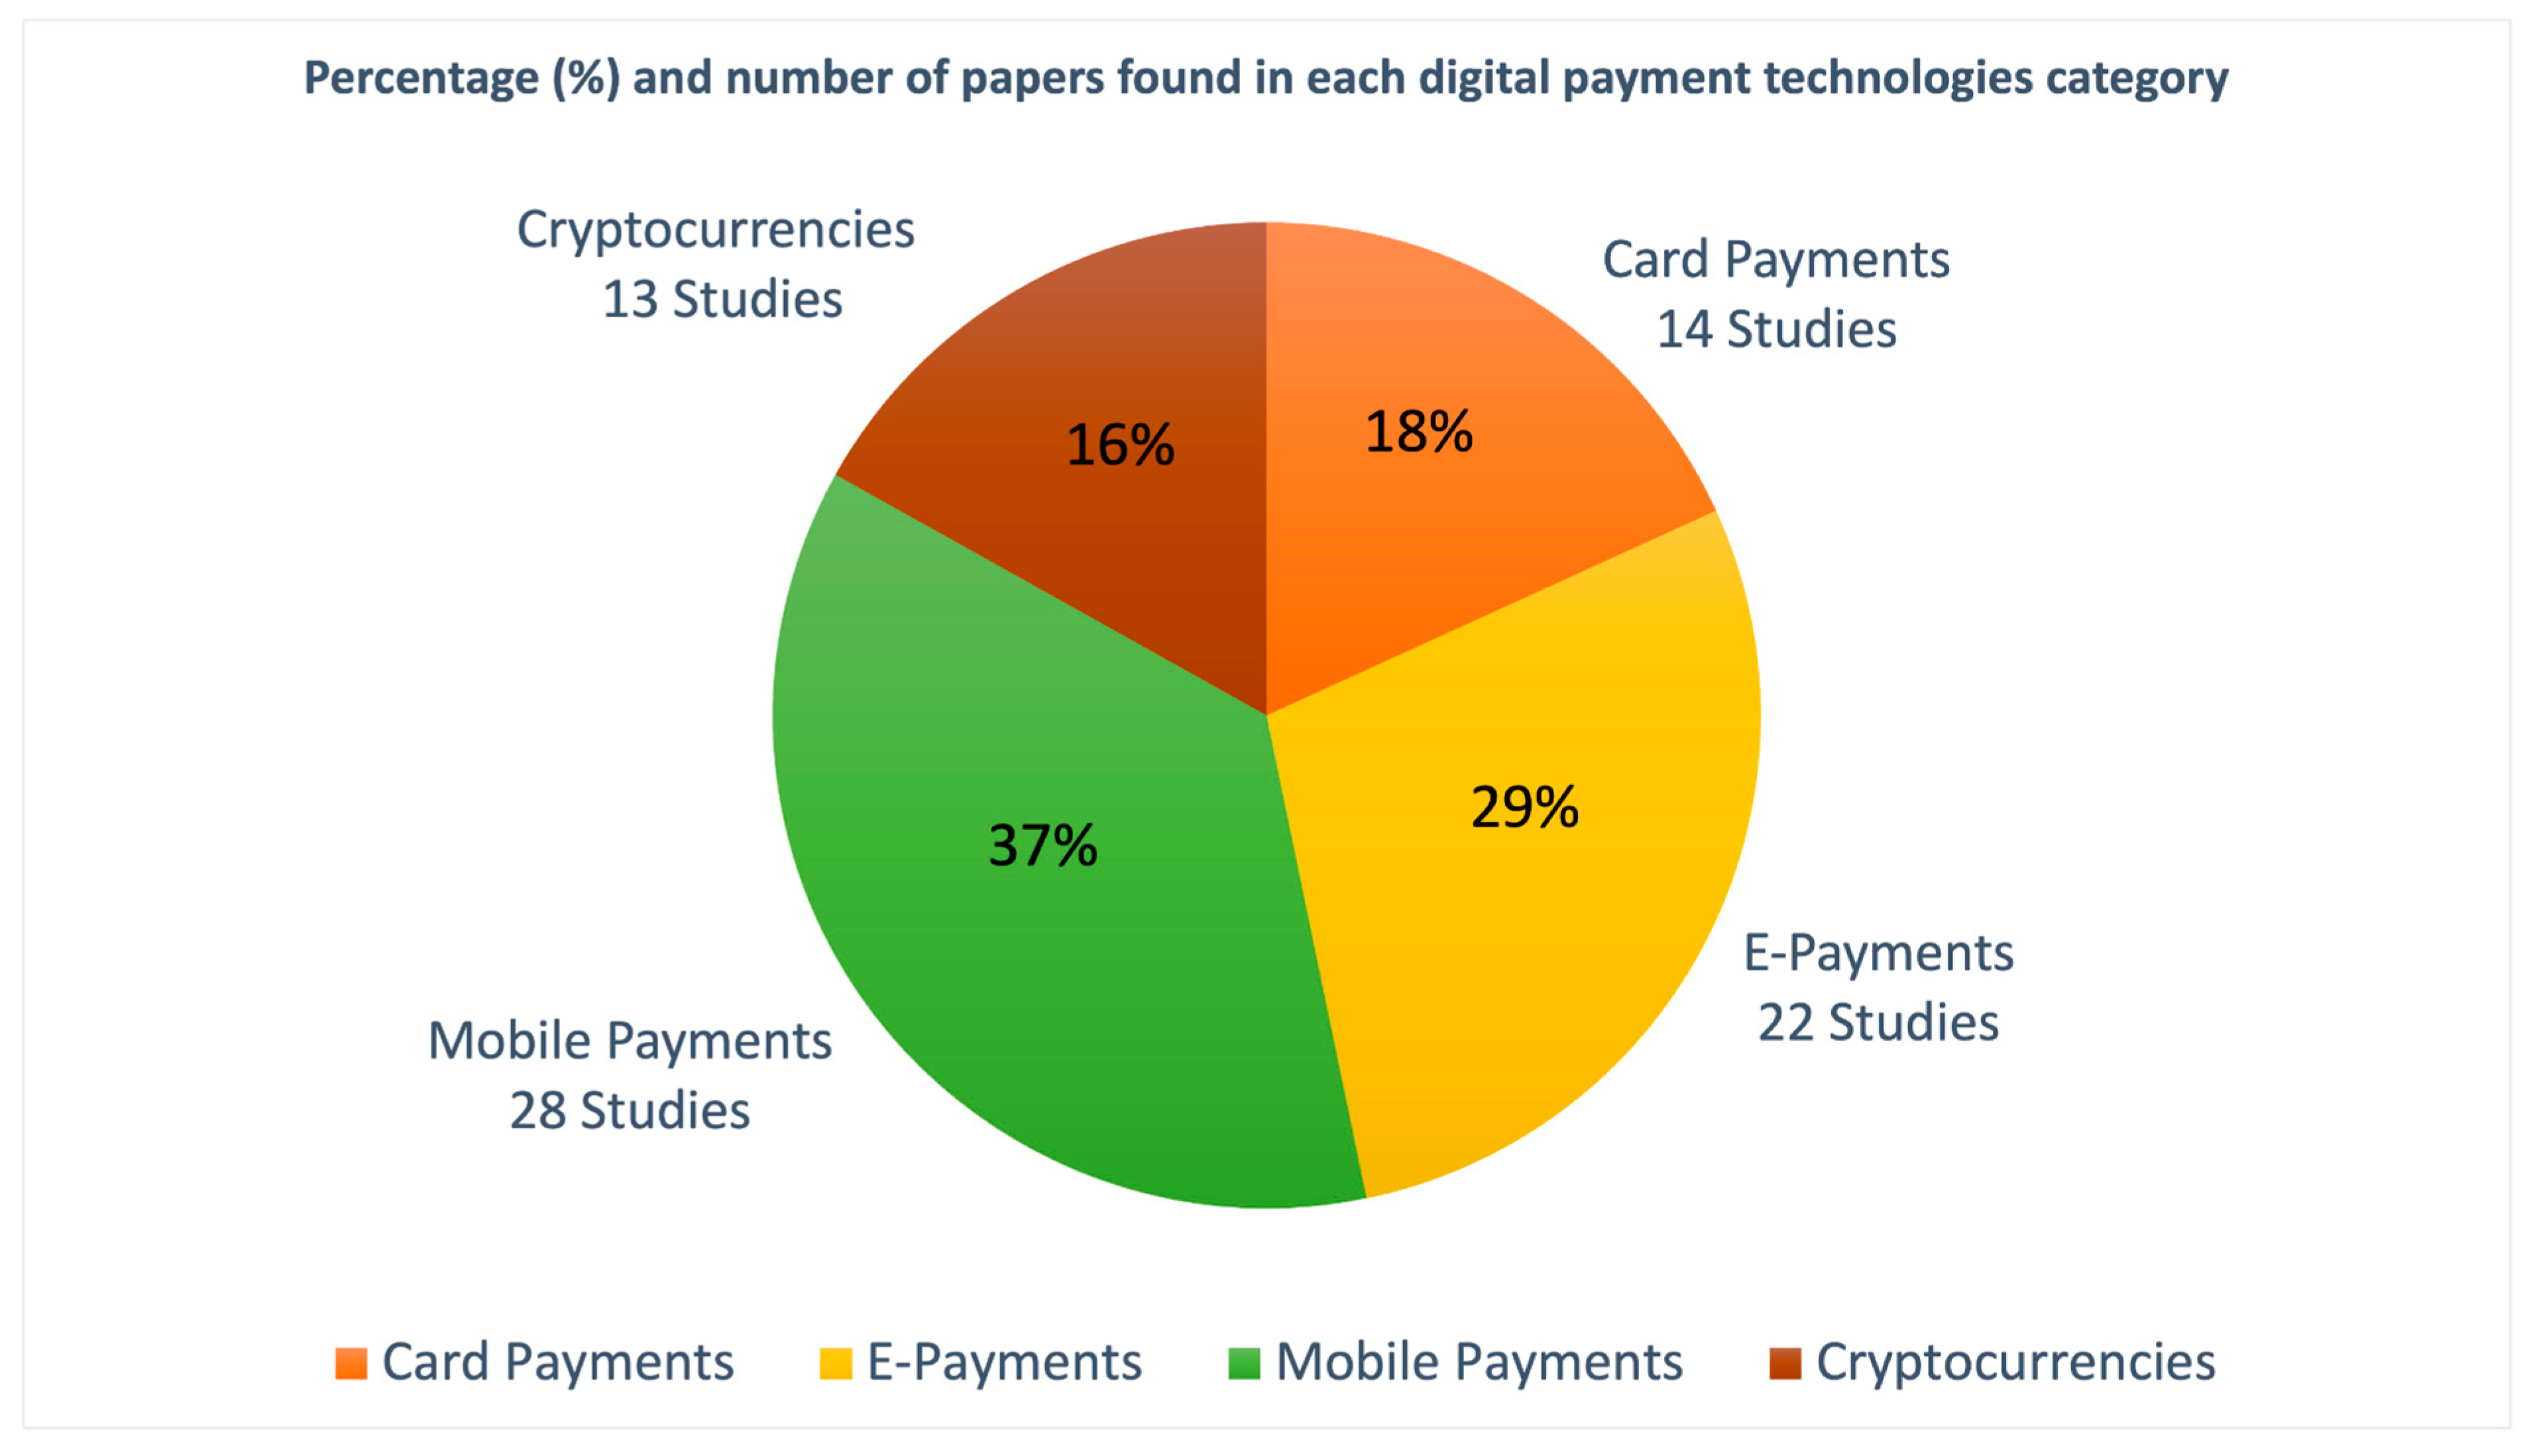 Percentage (%) and number of papers found in each digital payment technologies category
Cryptocurrencies
13 Studies
Card Payments
14 Studies
16%
18%
37%
29%
E-Payments
22 Studies
Mobile Payments
28 Studies
Card Payments
E-Payments
Mobile Payments
Cryptocurrencies